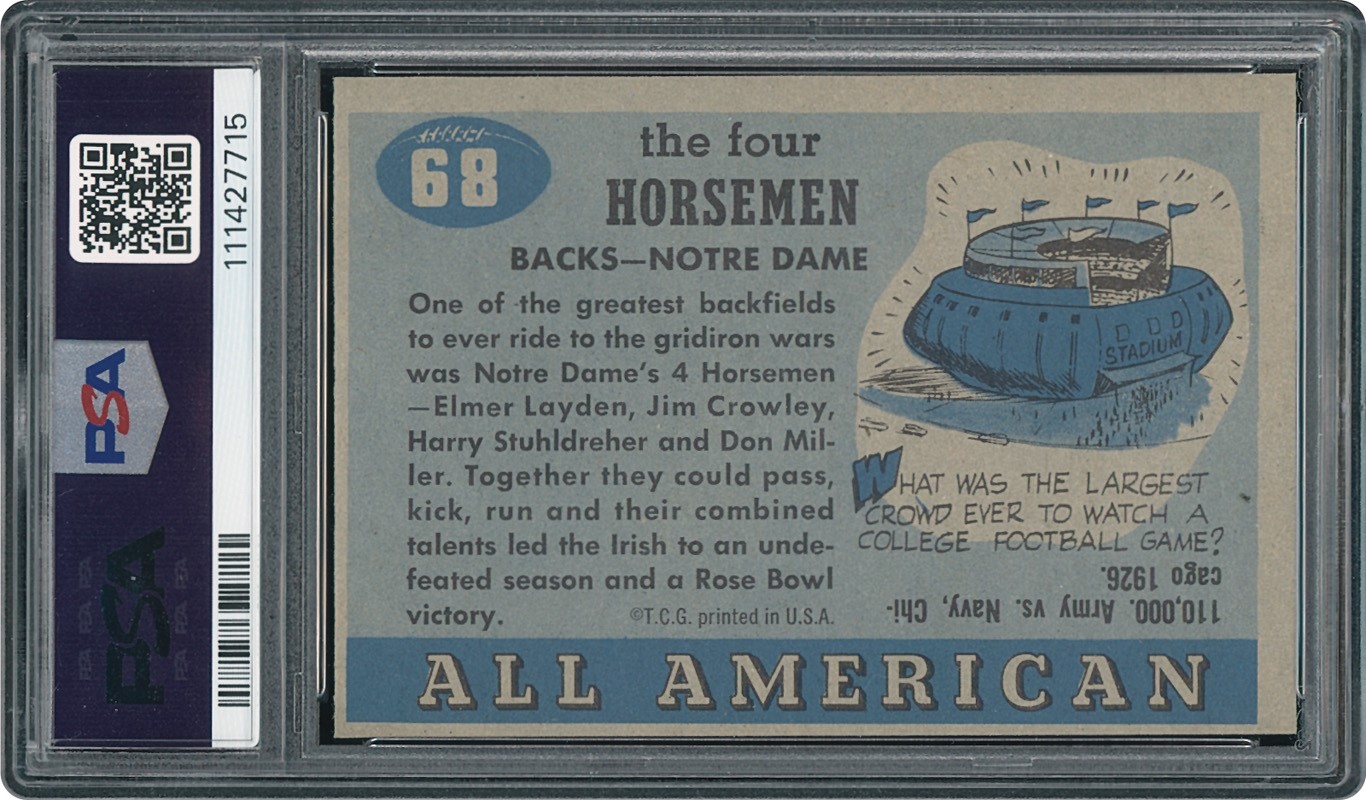 111427715
PSA
PSA
68
the four
HORSEMEN
BACKS—NOTRE DAME
One of the greatest backfields
to ever ride to the gridiron wars
was Notre Dame's 4 Horsemen
—Elmer Layden, Jim Crowley,
Harry Stuhldreher and Don Mil-
ler. Together they could pass,
kick, run and their combined
talents led the Irish to an unde-
feated season and a Rose Bowl
victory.
©T.C.G. printed in U.S.A.
STADIUM
WHAT WAS THE LARGEST
CROWD EVER TO WATCH A
COLLEGE FOOTBALL GAME?
110,000. Army vs. Navy, Chi-
cago 1926.
ALL AMERICAN